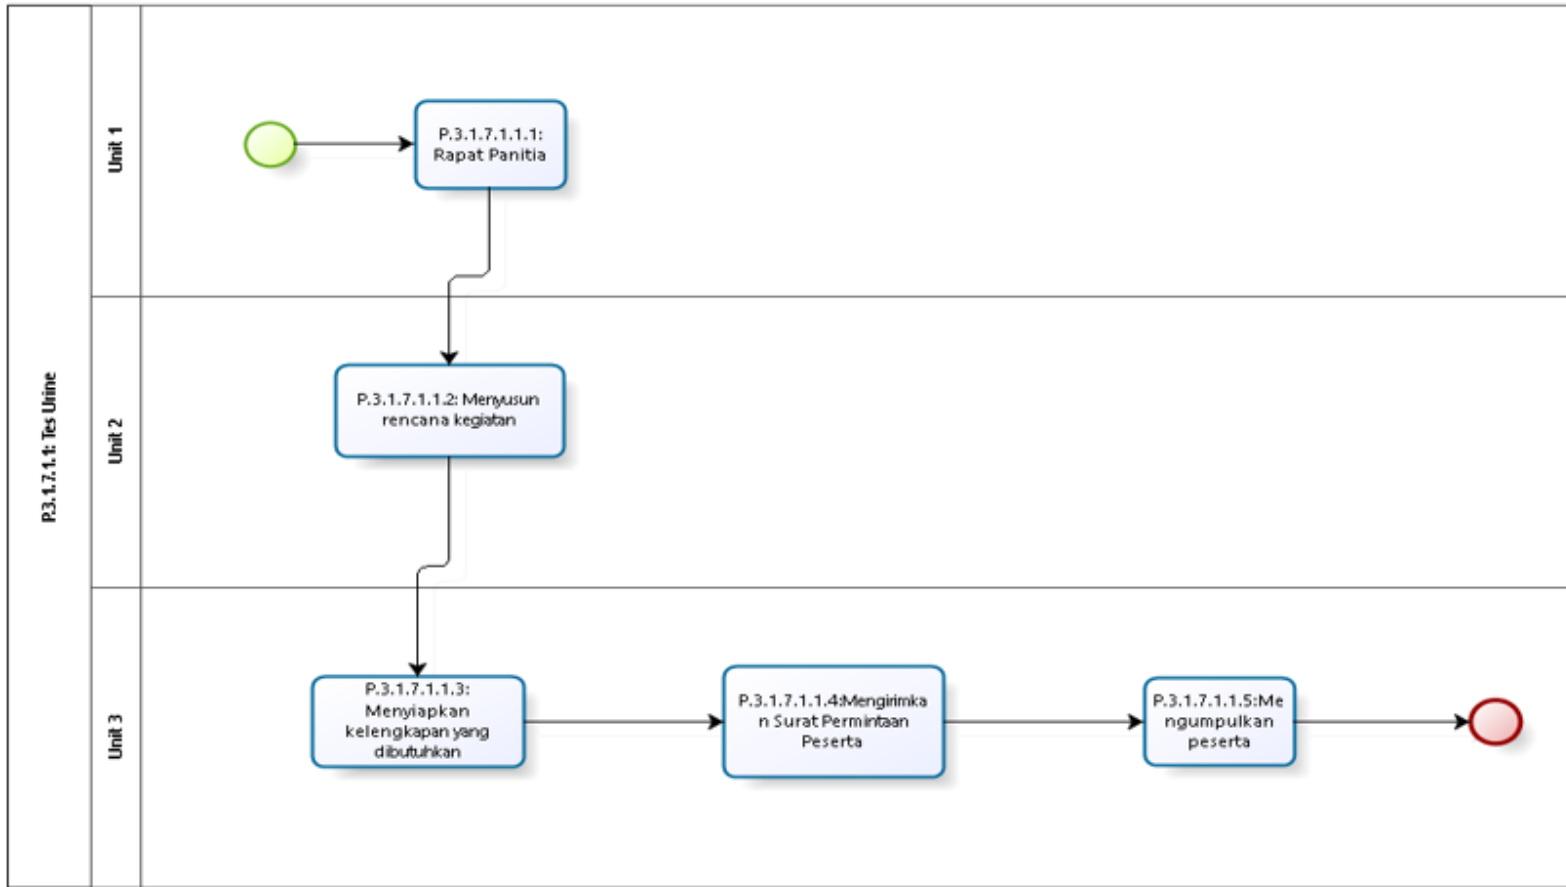 P.3.1.7.1.1: Tes Urine
Unit 1
P.3.1.7.1.1.1:
Rapat Panitia
Unit 2
P.3.1.7.1.1.2: Menyusun
rencana kegiatan
Unit 3
P.3.1.7.1.1.3:
Menyiapkan
kelengkapan yang
dibutuhkan
P.3.1.7.1.1.4:Mengirimka
n Surat Permintaan
Peserta
P.3.1.7.1.1.5:Me
ngumpulkan
peserta